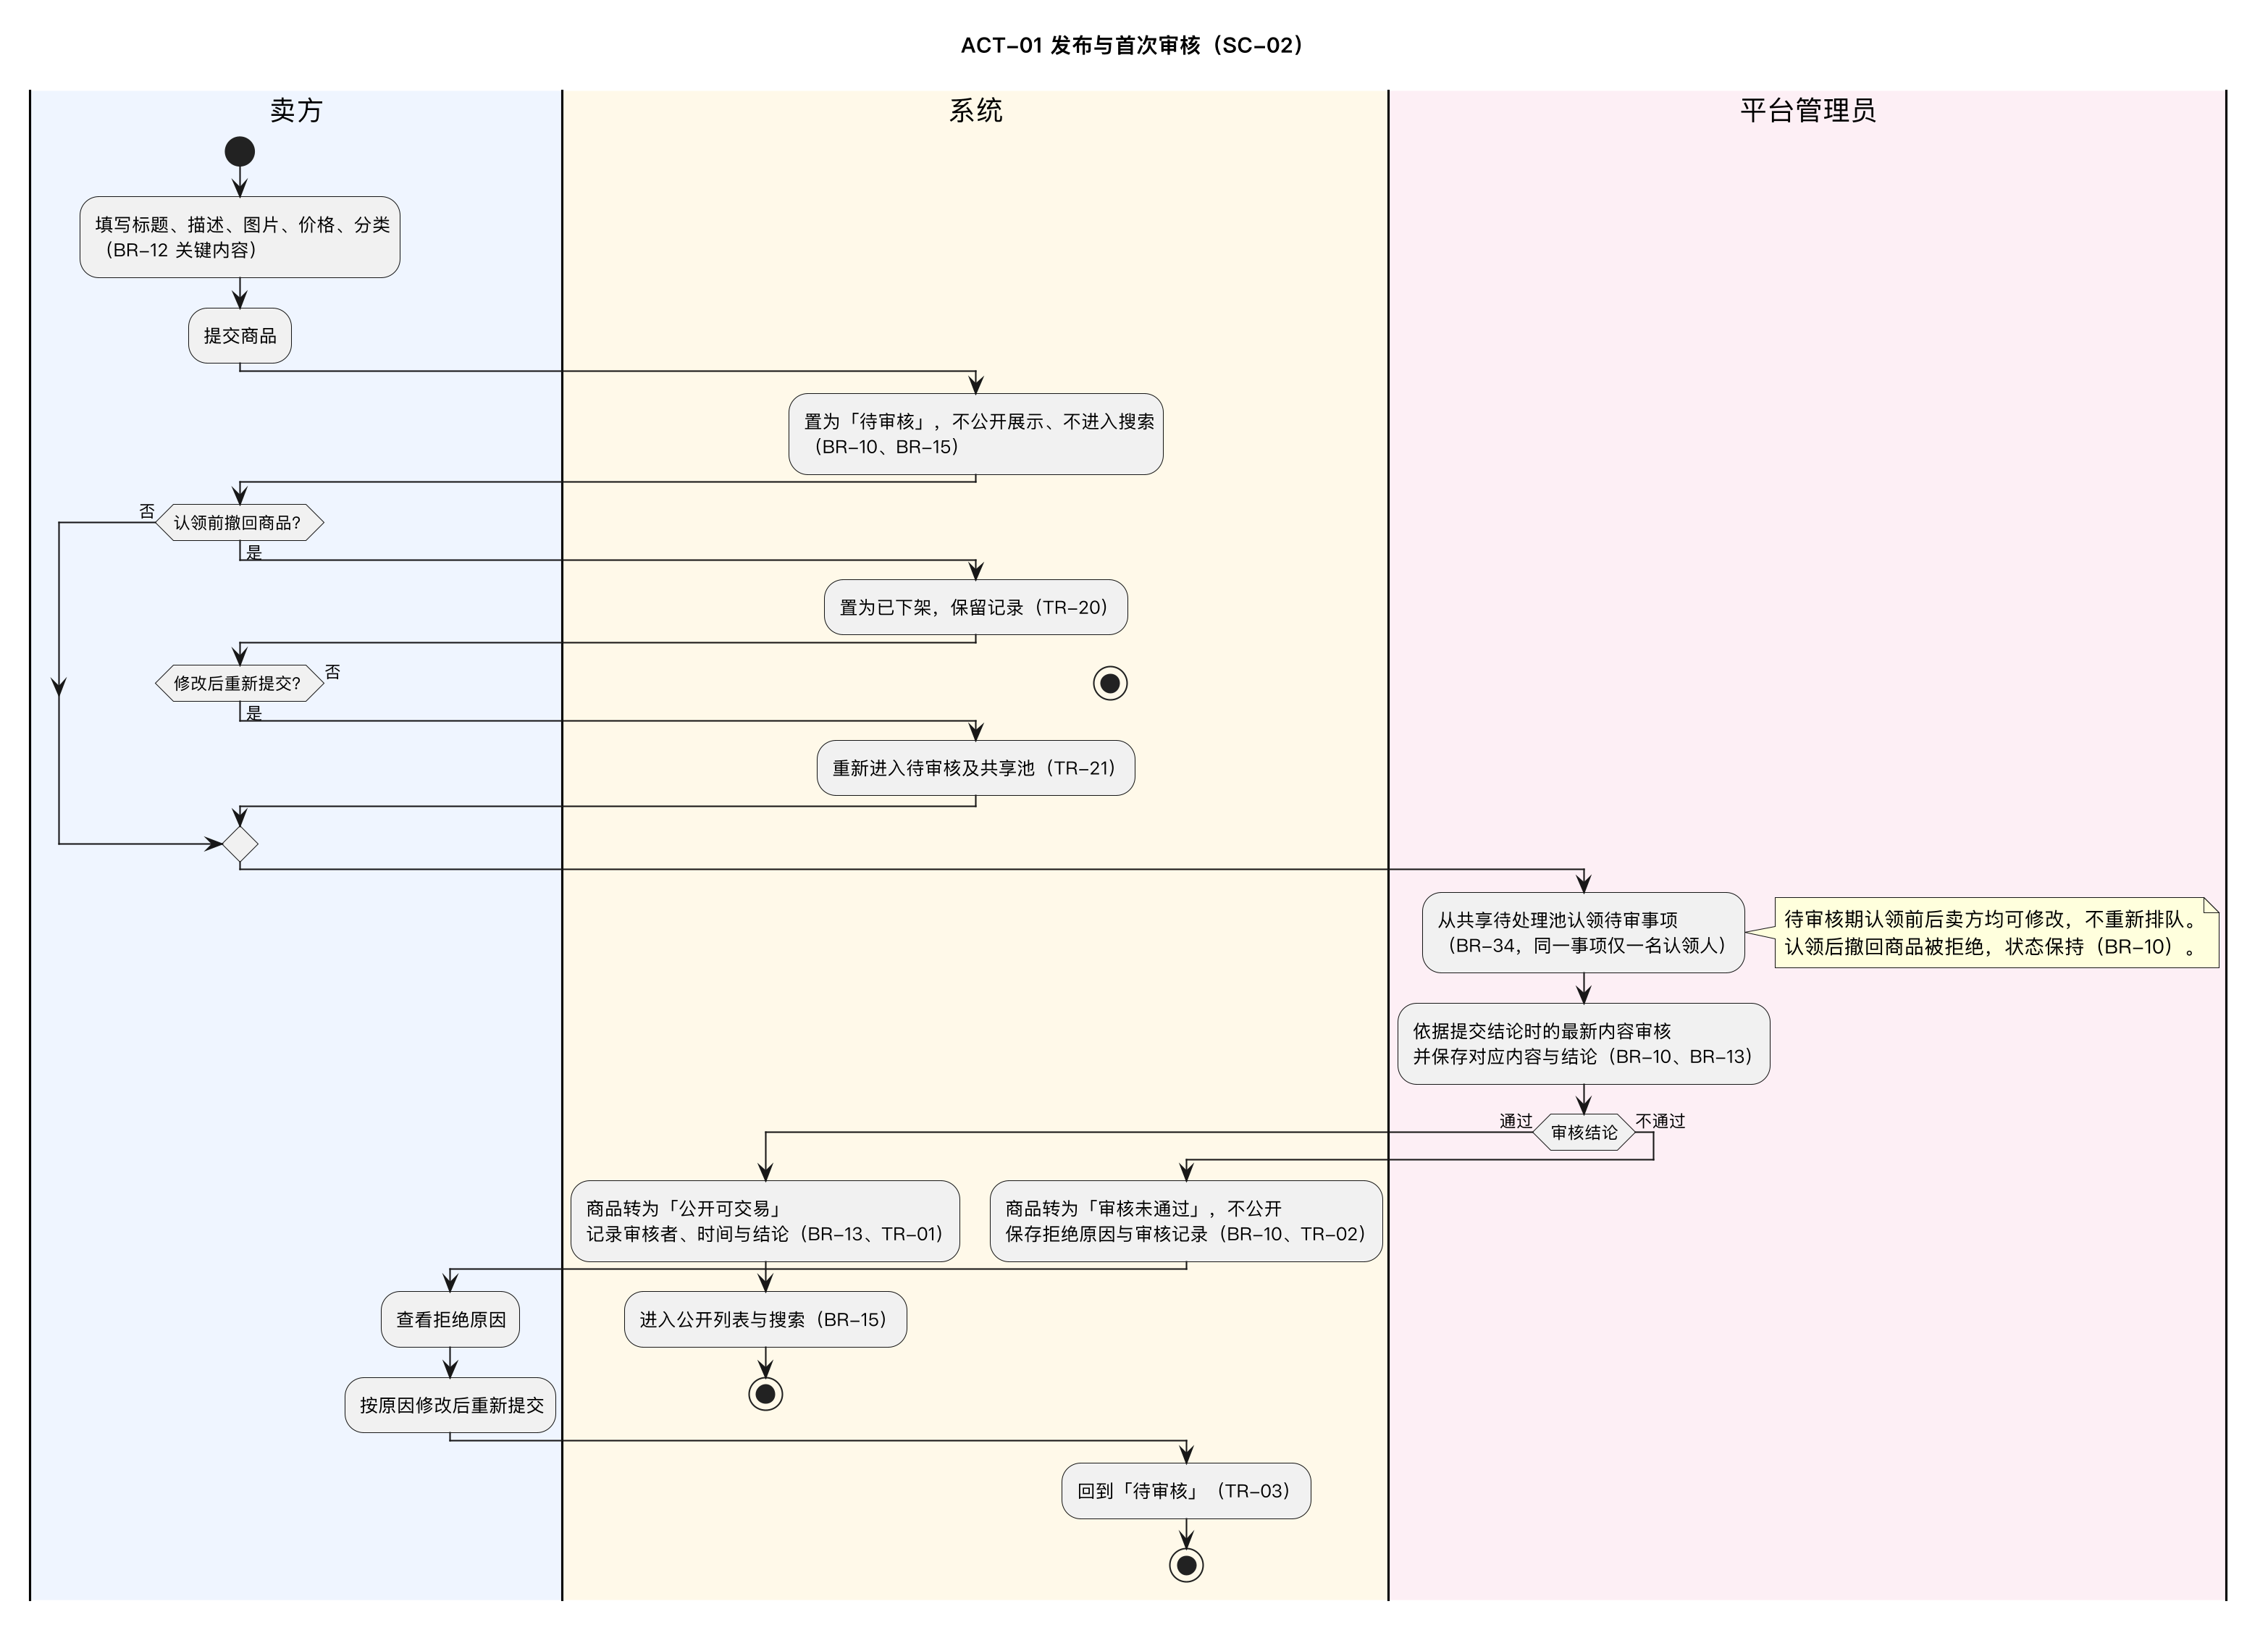 ACT-01 发布与首次审核（SC-02）
卖方
系统
平台管理员
填写标题、描述、图片、价格、分类
（BR-12 关键内容）
提交商品
置为「待审核」，不公开展示、不进入搜索
（BR-10、BR-15）
否
认领前撤回商品？
是
置为已下架，保留记录（TR-20）
修改后重新提交？
否
是
重新进入待审核及共享池（TR-21）
从共享待处理池认领待审事项
（BR-34，同一事项仅一名认领人）
待审核期认领前后卖方均可修改，不重新排队。
认领后撤回商品被拒绝，状态保持（BR-10）。
依据提交结论时的最新内容审核
并保存对应内容与结论（BR-10、BR-13）
通过
审核结论
不通过
商品转为「公开可交易」
记录审核者、时间与结论（BR-13、TR-01）
商品转为「审核未通过」，不公开
保存拒绝原因与审核记录（BR-10、TR-02）
查看拒绝原因
进入公开列表与搜索（BR-15）
按原因修改后重新提交
回到「待审核」（TR-03）